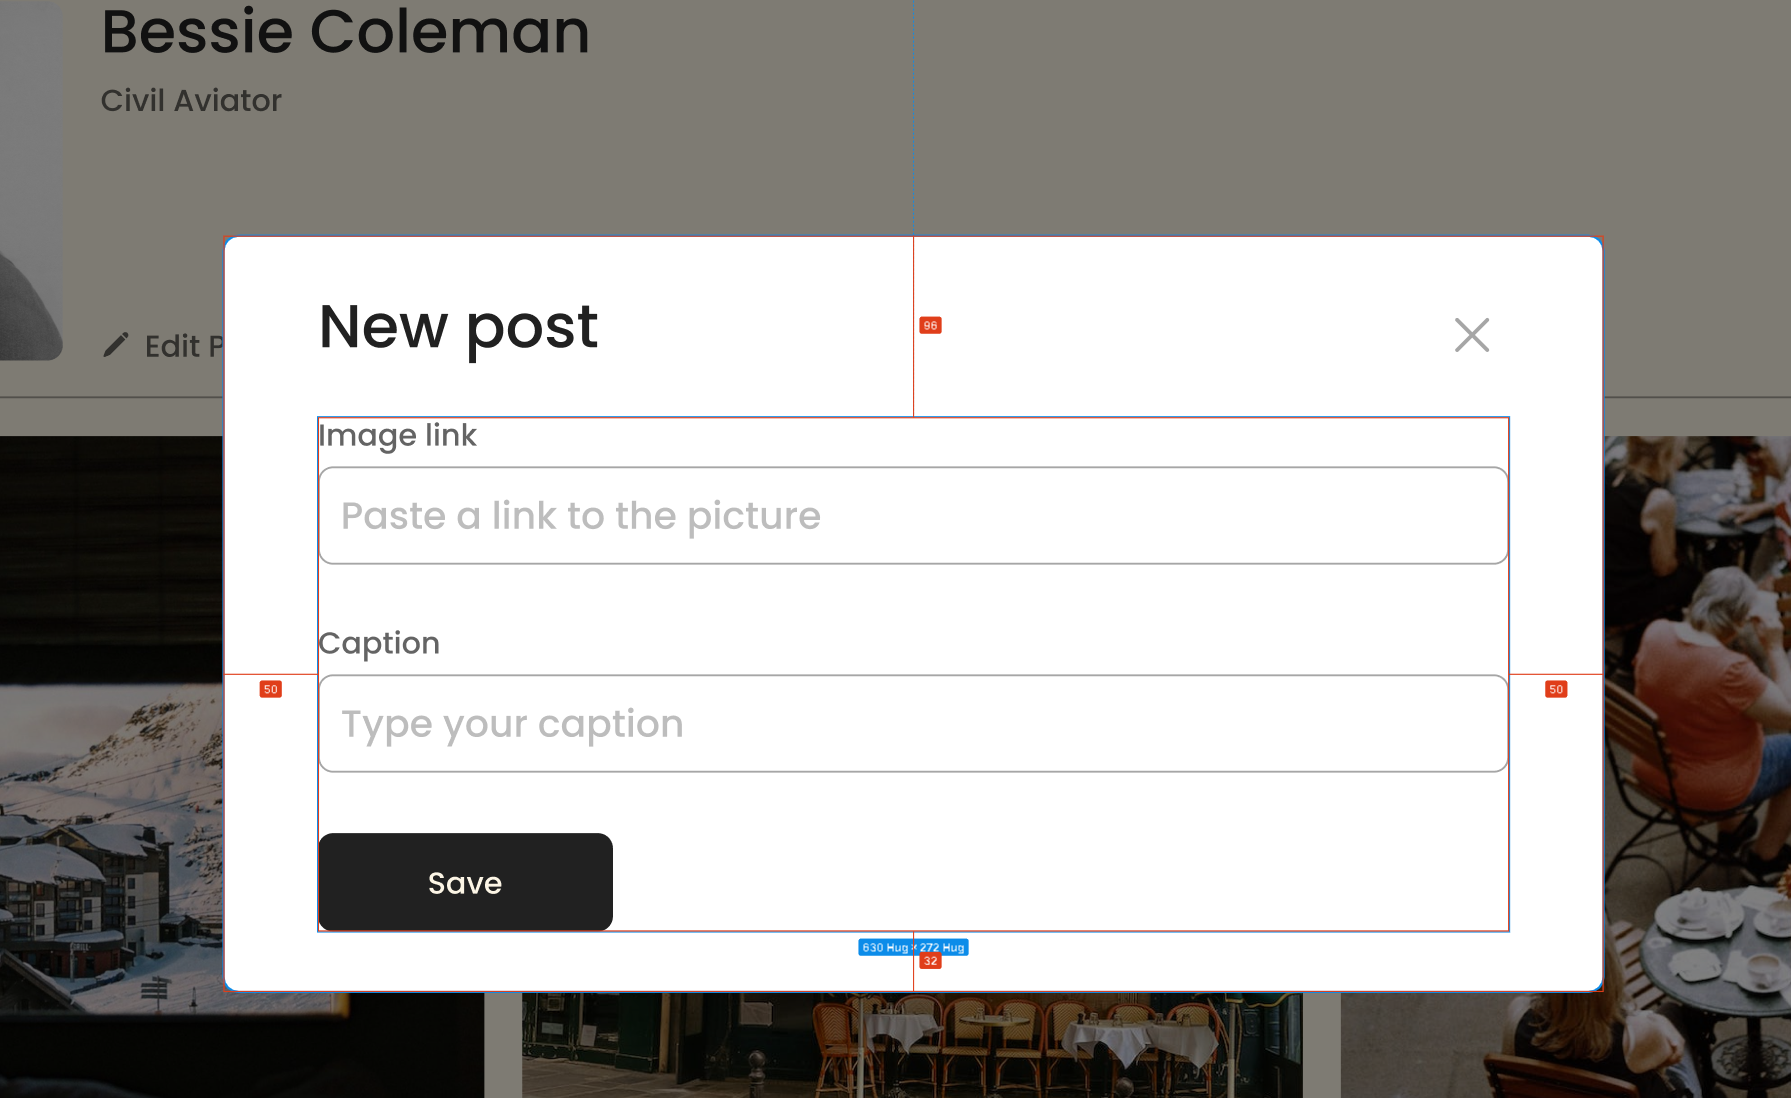 Bessie Coleman
Civil Aviator
Edit P
New post
96
Image link
Paste a link to the picture
Caption
50
50
Type your caption
Save
630 Hug × 272 Hug
32